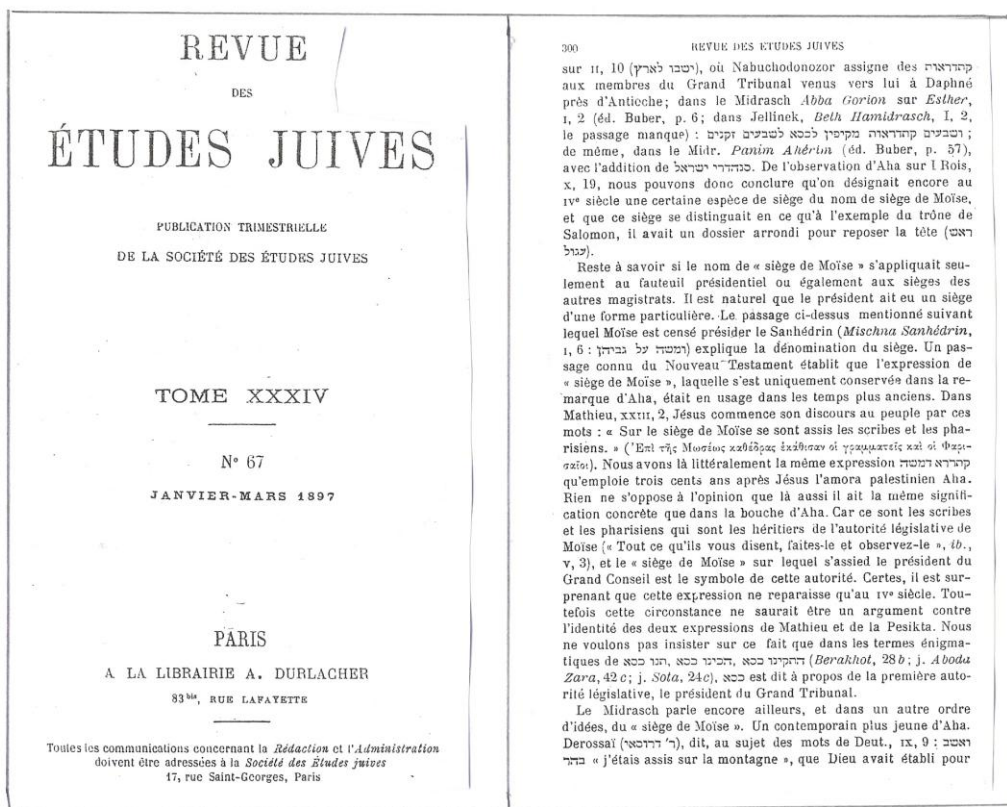 REVUE
DES
ÉTUDES JUIVES
PUBLICATION TRIMESTRIELLE
DE LA SOCIÉTÉ DES ÉTUDES JUIVES
TOME XXXIV
N° 67
JANVIER-MARS 1897
PARIS
A LA LIBRAIRIE A. DURLACHER
83 bis, RUE LAFAYETTE
Toutes les communications concernant la Rédaction et l'Administration
doivent être adressées à la Société des Études juives
17, rue Saint-Georges, Paris
300 REVUE DES ETUDES JUIVES
sur II, 10 (ישבו לארץ), où Nabuchodonozor assigne des קתדראות
aux membres du Grand Tribunal venus vers lui à Daphné
près d'Antioche; dans le Midrasch Abba Gorion sur Esther,
I, 2 (éd. Buber, p. 6; dans Jellinek, Beth Hamidrasch, I, 2,
le passage manque) : ושבעים קתדראות מקיפין לכסא לשבעים זקנים ;
de même, dans le Midr. Panim Ahérim (éd. Buber, p. 57),
avec l'addition de סנהדרי ישראל. De l'observation d'Aha sur I Rois,
X, 19, nous pouvons donc conclure qu'on désignait encore au
IVe siècle une certaine espèce de siège du nom de siège de Moïse,
et que ce siège se distinguait en ce qu'à l'exemple du trône de
Salomon, il avait un dossier arrondi pour reposer la tête (ראש
עגול).
Reste à savoir si le nom de « siège de Moïse » s'appliquait seu-
lement au fauteuil présidentiel ou également aux sièges des
autres magistrats. Il est naturel que le président ait eu un siège
d'une forme particulière. Le passage ci-dessus mentionné suivant
lequel Moïse est censé présider le Sanhédrin (Mischna Sanhédrin,
I, 6 : ומשה על גביהן) explique la dénomination du siège. Un pas-
sage connu du Nouveau Testament établit que l'expression de
« siège de Moïse », laquelle s'est uniquement conservée dans la re-
marque d'Aha, était en usage dans les temps plus anciens. Dans
Mathieu, XXIII, 2, Jésus commence son discours au peuple par ces
mots : « Sur le siège de Moïse se sont assis les scribes et les pha-
risiens. » (Ἐπὶ τῆς Μωσέως καθέδρας ἐκάθισαν οἱ γραμματεῖς καὶ οἱ Φαρι-
σαῖοι). Nous avons là littéralement la même expression קתדרא דמשה
qu'emploie trois cents ans après Jésus l'amora palestinien Aha.
Rien ne s'oppose à l'opinion que là aussi il ait la même signifi-
cation concrète que dans la bouche d'Aha. Car ce sont les scribes
et les pharisiens qui sont les héritiers de l'autorité législative de
Moïse (« Tout ce qu'ils vous disent, faites-le et observez-le », ib.,
V, 3), et le « siège de Moïse » sur lequel s'assied le président du
Grand Conseil est le symbole de cette autorité. Certes, il est sur-
prenant que cette expression ne reparaisse qu'au IVe siècle. Tou-
tefois cette circonstance ne saurait être un argument contre
l'identité des deux expressions de Mathieu et de la Pesikta. Nous
ne voulons pas insister sur ce fait que dans les termes énigma-
tiques de התקינו כסא, הכינו כסא, תנו כסא (Berakhot, 28 b; j. Aboda
Zara, 42 c; j. Sota, 24c), כסא est dit à propos de la première auto-
rité législative, le président du Grand Tribunal.
Le Midrasch parle encore ailleurs, et dans un autre ordre
d'idées, du « siège de Moïse ». Un contemporain plus jeune d'Aha.
Derossaï (ר' דרוסאי), dit, au sujet des mots de Deut., IX, 9 : ואשב
בהר « j'étais assis sur la montagne », que Dieu avait établi pour